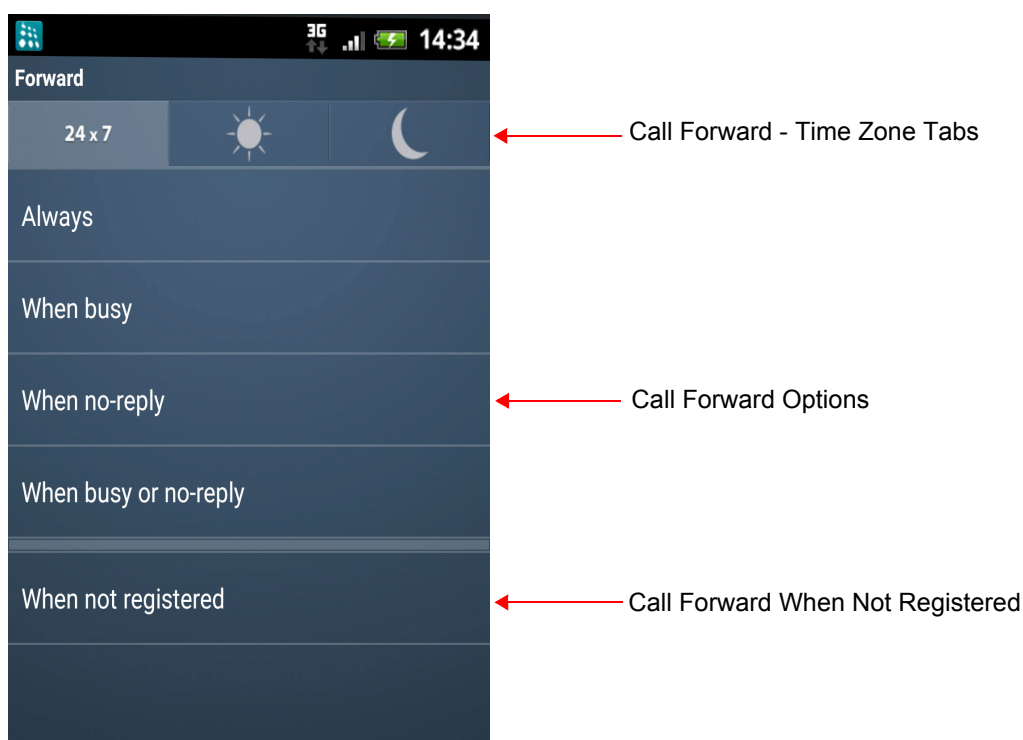 3G 14:34
Forward
24 x 7
Call Forward - Time Zone Tabs
Always
When busy
When no-reply
Call Forward Options
When busy or no-reply
When not registered
Call Forward When Not Registered